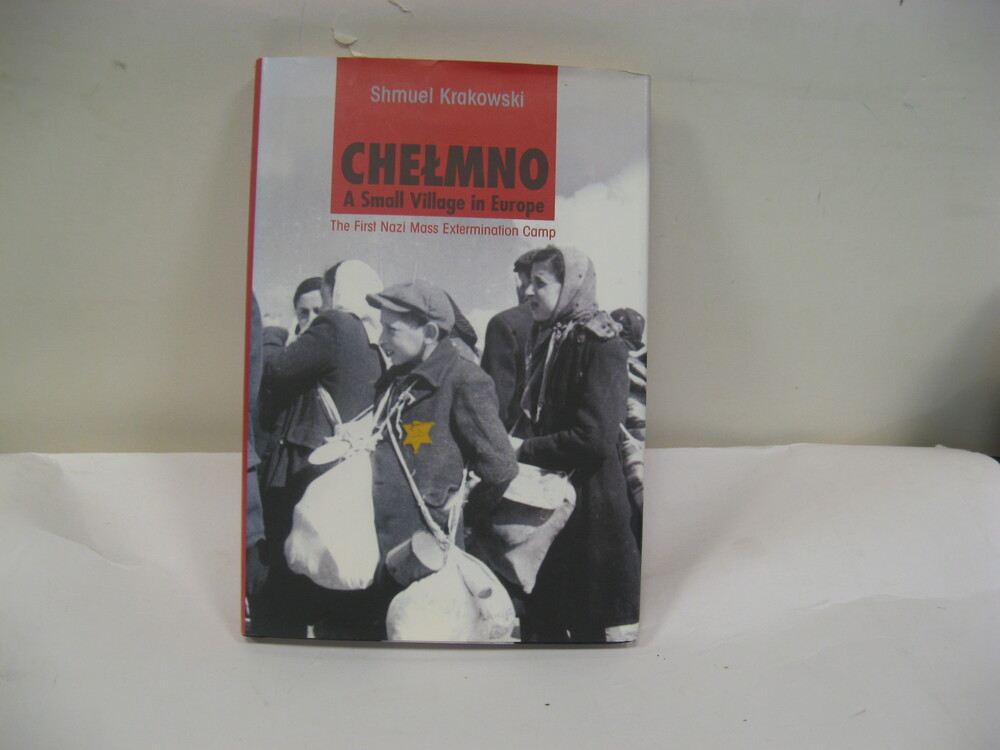 Shmuel Krakowski
CHEŁMNO
A Small Village in Europe
The First Nazi Mass Extermination Camp